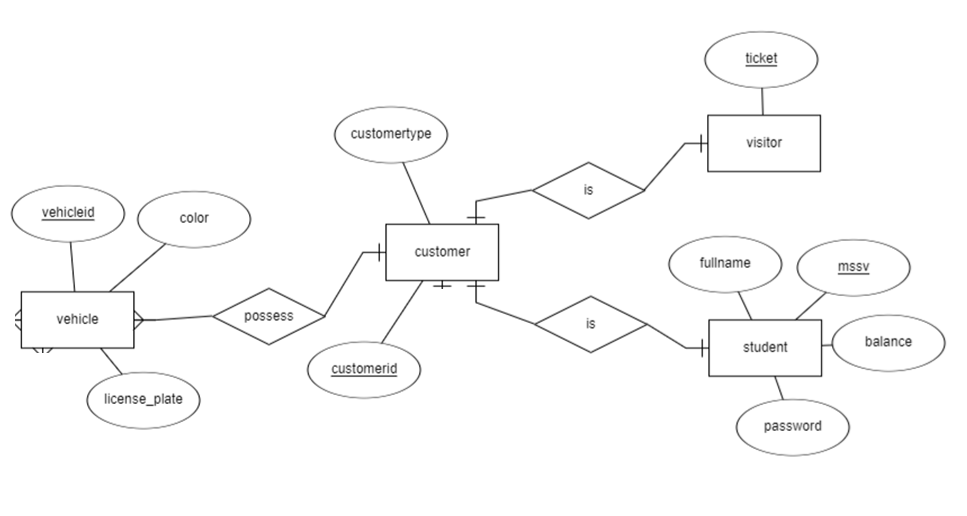 ticket
customertype
visitor
is
vehicleid
color
customer
fullname
mssv
vehicle
possess
is
student
balance
customerid
license_plate
password